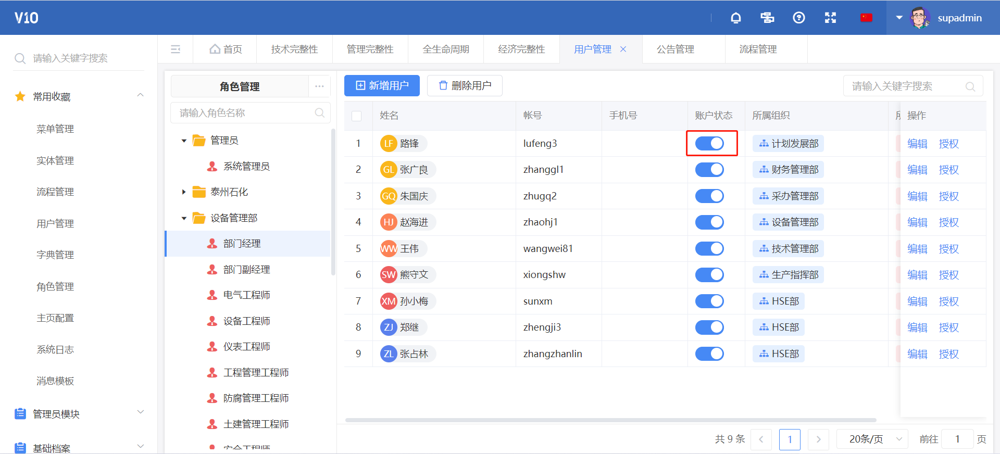 V10
supadmin
请输入关键字搜索
首页
技术完整性
管理完整性
全生命周期
经济完整性
用户管理
公告管理
流程管理
常用收藏
菜单管理
实体管理
流程管理
用户管理
字典管理
角色管理
主页配置
系统日志
消息模板
管理员模块
基础档案
角色管理
请输入角色名称
管理员
系统管理员
泰州石化
设备管理部
部门经理
部门副经理
电气工程师
设备工程师
仪表工程师
工程管理工程师
防腐管理工程师
土建管理工程师
安全工程师
新增用户 删除用户
请输入关键字搜索
姓名 帐号 手机号 账户状态 所属组织 操作
1 LF 路锋 lufeng3 计划发展部 编辑 授权
2 GL 张广良 zhanggl1 财务管理部 编辑 授权
3 GQ 朱国庆 zhugq2 采办管理部 编辑 授权
4 HJ 赵海进 zhaohj1 设备管理部 编辑 授权
5 WW 王伟 wangwei81 技术管理部 编辑 授权
6 SW 熊守文 xiongshw 生产指挥部 编辑 授权
7 XM 孙小梅 sunxm HSE部 编辑 授权
8 ZJ 郑继 zhengji3 HSE部 编辑 授权
9 ZL 张占林 zhangzhanlin HSE部 编辑 授权
共 9 条 1 20条/页 前往 1 页